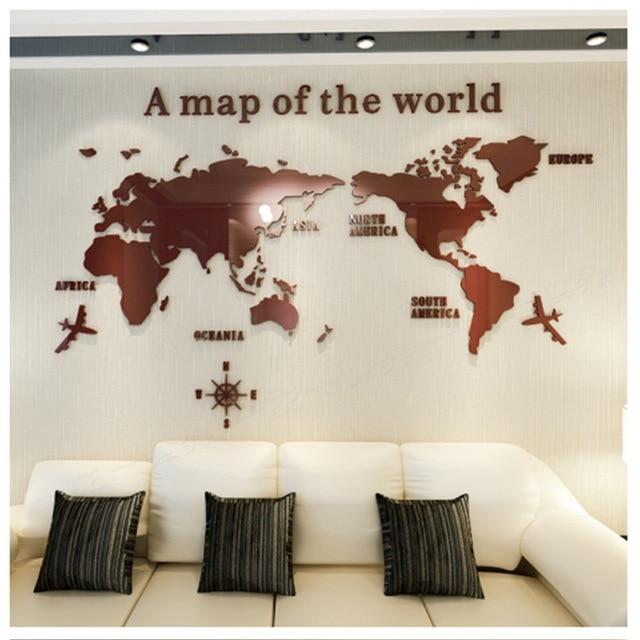 A map of the world
EUROPE
ASIA
NORTH
AMERICA
AFRICA
SOUTH
AMERICA
OCEANIA
N
W E
S